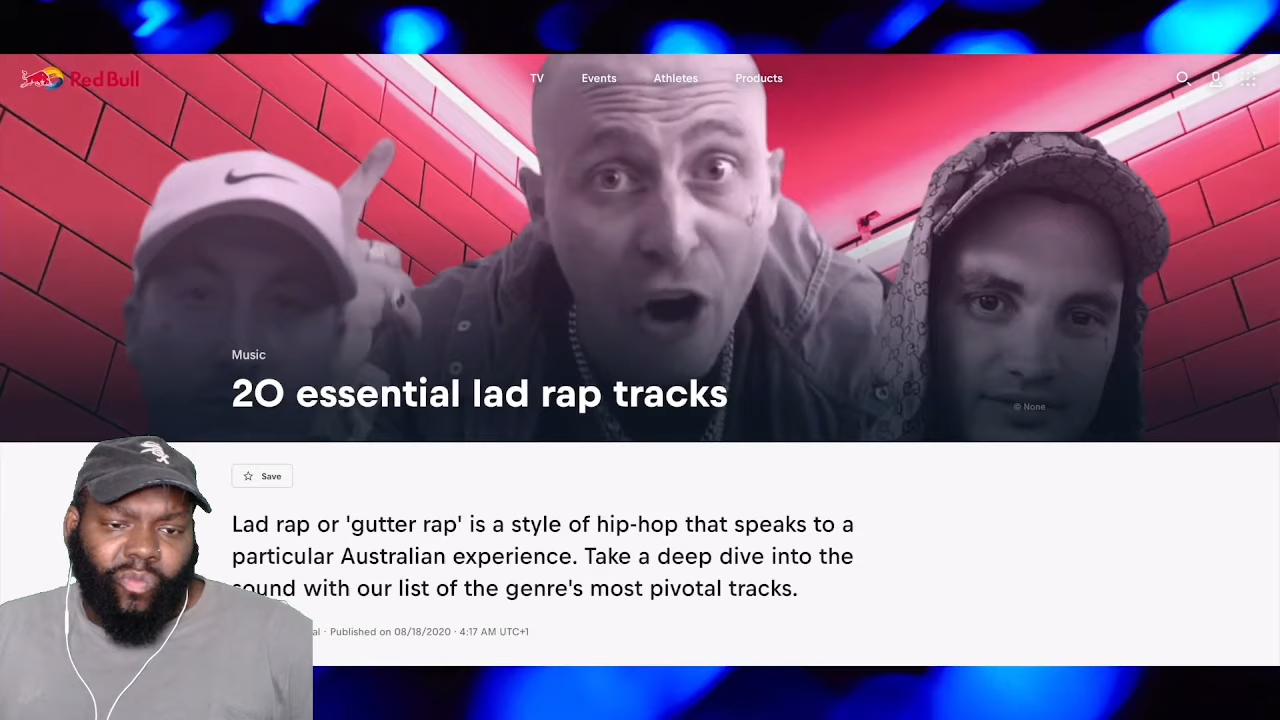 Red Bull
TV
Events
Athletes
Products
Music
20 essential lad rap tracks
© None
Save
Lad rap or 'gutter rap' is a style of hip-hop that speaks to a
particular Australian experience. Take a deep dive into the
sound with our list of the genre's most pivotal tracks.
· Published on 08/18/2020 · 4:17 AM UTC+1